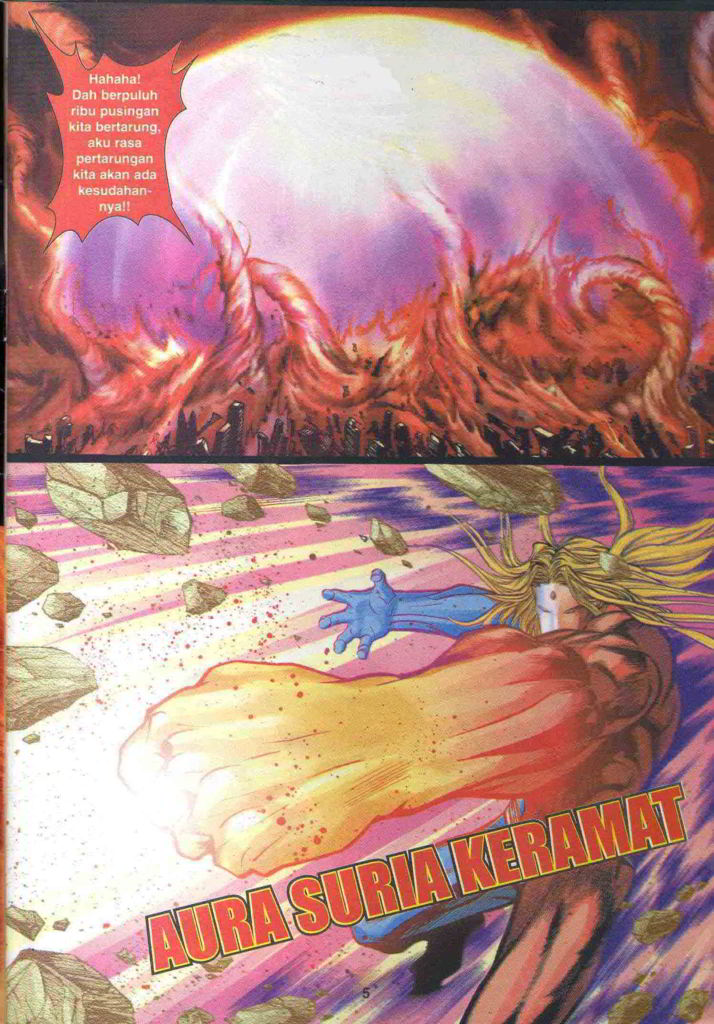 Hahaha!
Dah berpuluh
ribu pusingan
kita bertarung,
aku rasa
pertarungan
kita akan ada
kesudahan-
nya!!
AURA SURIA KERAMAT
5